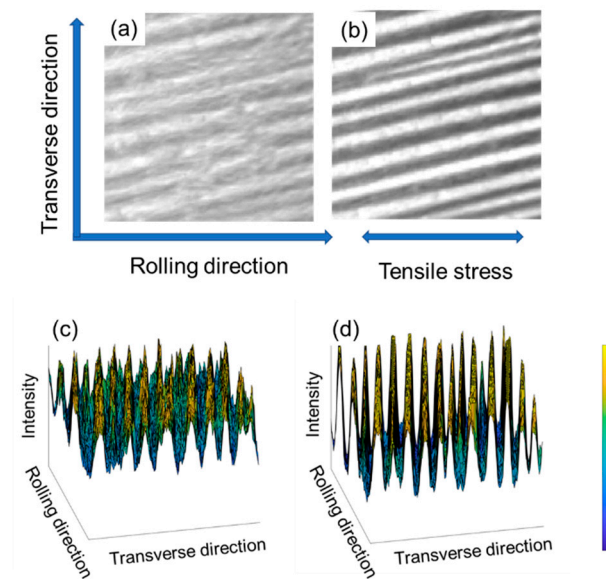 (a)
(b)
Transverse direction
Rolling direction
Tensile stress
(c)
(d)
Intensity
Rolling direction
Transverse direction
Intensity
Rolling direction
Transverse direction